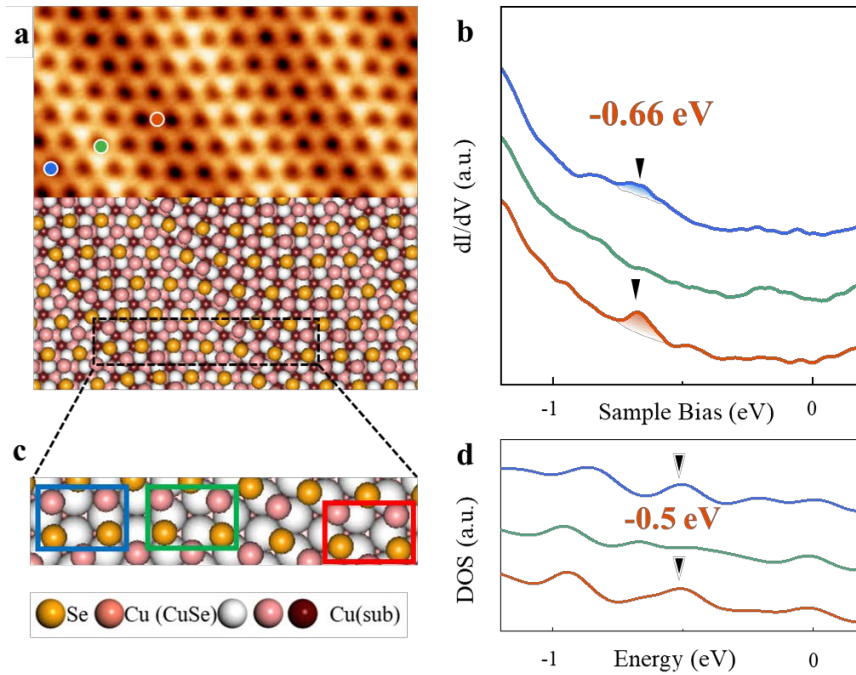 a
b
-0.66 eV
dI/dV (a.u.)
-1
0
Sample Bias (eV)
c
Se
Cu (CuSe)
Cu(sub)
d
-0.5 eV
DOS (a.u.)
-1
0
Energy (eV)